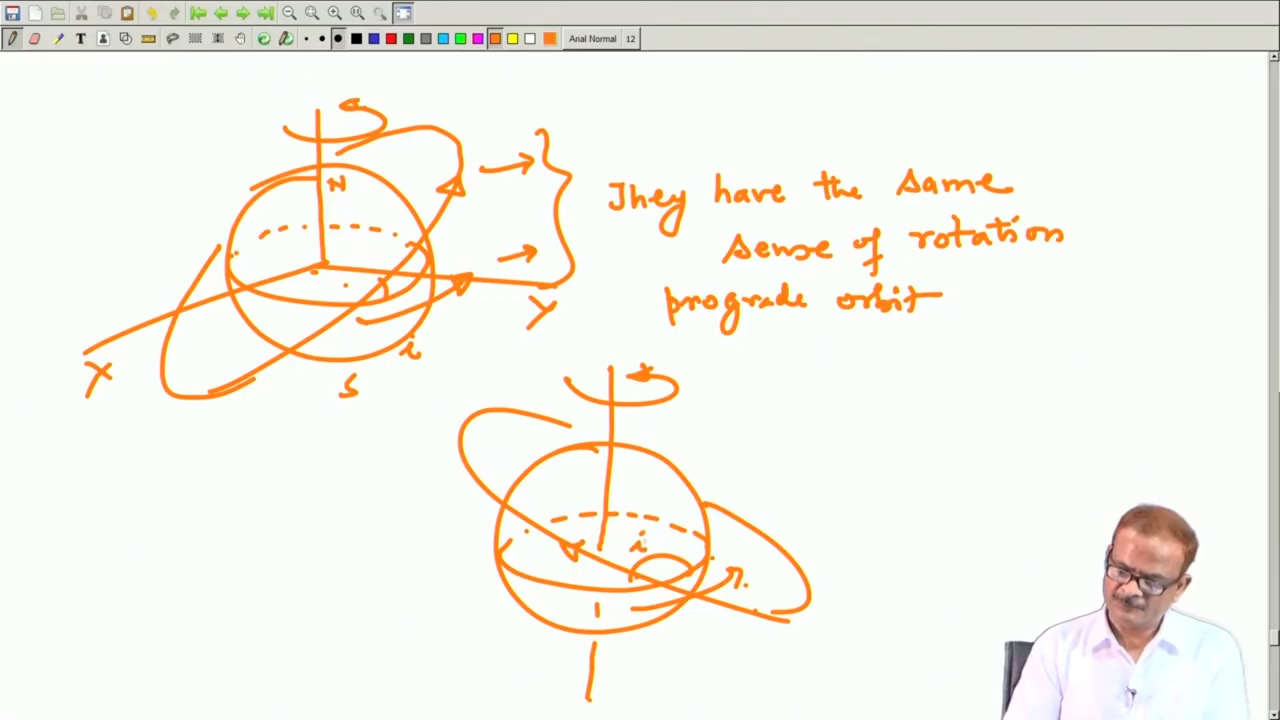 Arial Normal 12
N
They have the same
sense of rotation
prograde orbit
X
Y
i
S
i